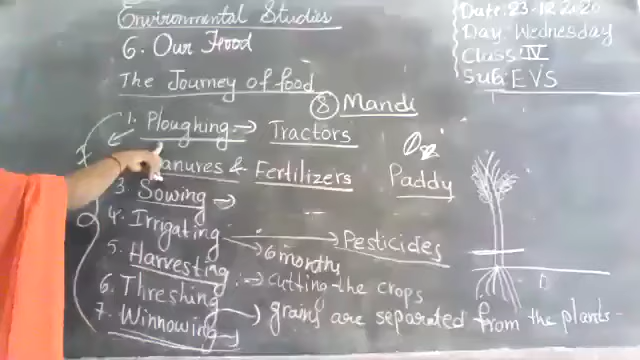 Environmental Studies
Date: 23-12-2020
Day: Wednesday
Class IV
Sub: EVS
6. Our Food
The Journey of food
⑧ Mandi
1. Ploughing → Tractors
anures & Fertilizers
Paddy
3. Sowing →
4. Irrigating → Pesticides
→ 6 months
5. Harvesting → cutting the crops
6. Threshing
7. Winnowing → grains are separated from the plants-